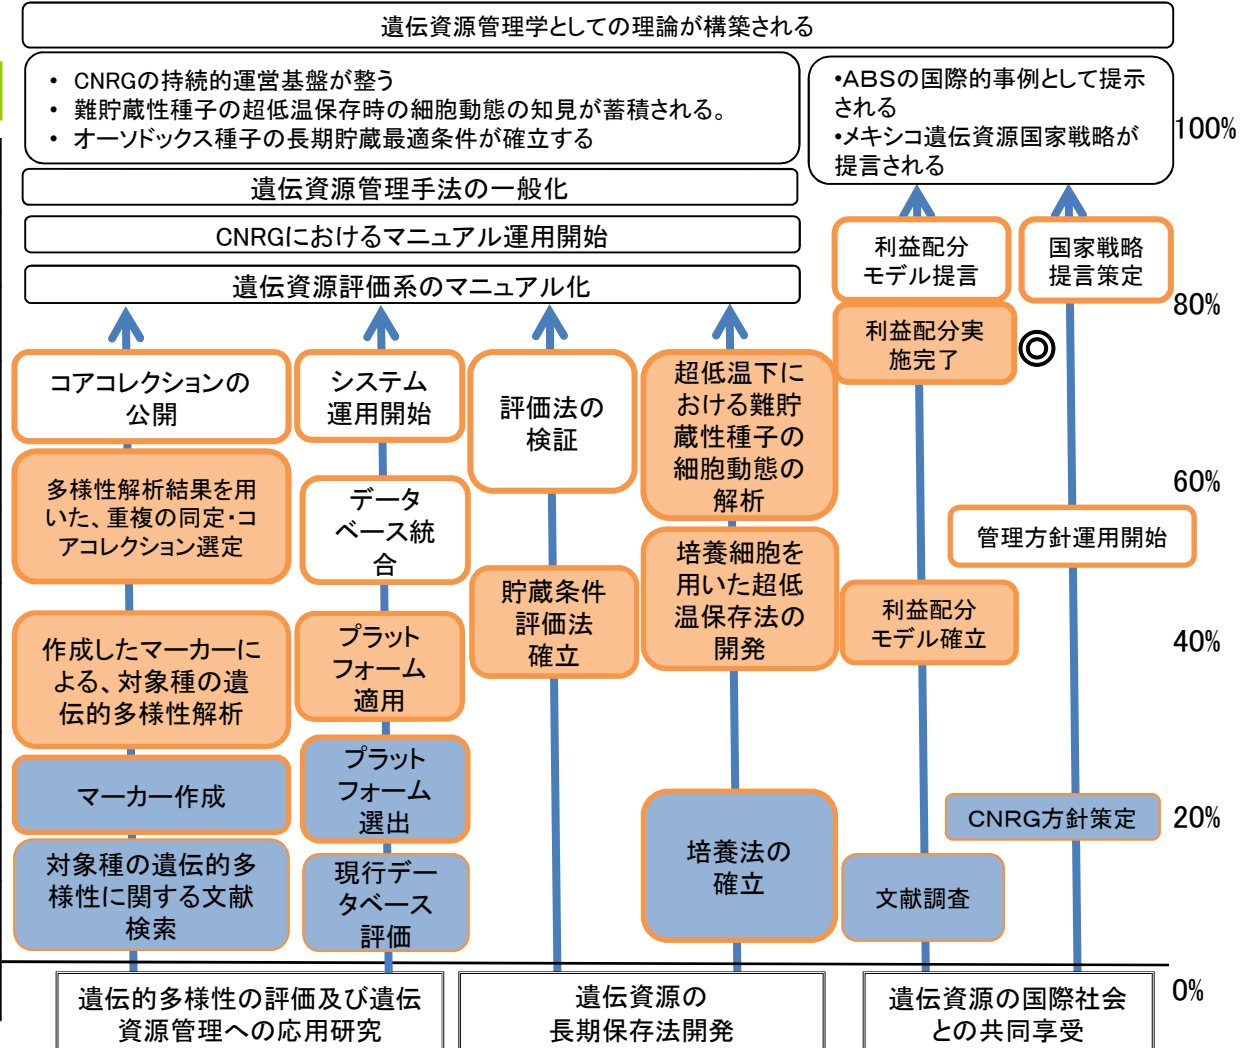 遺伝資源管理学としての理論が構築される
• CNRGの持続的運営基盤が整う
• 難貯蔵性種子の超低温保存時の細胞動態の知見が蓄積される。
• オーソドックス種子の長期貯蔵最適条件が確立する
•ABSの国際的事例として提示
される
•メキシコ遺伝資源国家戦略が
提言される
100%
遺伝資源管理手法の一般化
CNRGにおけるマニュアル運用開始
遺伝資源評価系のマニュアル化
利益配分
モデル提言
国家戦略
提言策定
80%
利益配分実
施完了
◎
コアコレクションの
公開
システム
運用開始
評価法の
検証
超低温下に
おける難貯
蔵性種子の
細胞動態の
解析
多様性解析結果を用
いた、重複の同定・コ
アコレクション選定
データ
ベース統
合
60%
管理方針運用開始
貯蔵条件
評価法
確立
培養細胞を
用いた超低
温保存法の
開発
利益配分
モデル確立
40%
作成したマーカーに
よる、対象種の遺
伝的多様性解析
プラット
フォーム
適用
マーカー作成
プラット
フォーム
選出
培養法の
確立
CNRG方針策定
20%
対象種の遺伝的多
様性に関する文献
検索
現行デー
タベース
評価
文献調査
0%
遺伝的多様性の評価及び遺伝
資源管理への応用研究
遺伝資源の
長期保存法開発
遺伝資源の国際社会
との共同享受